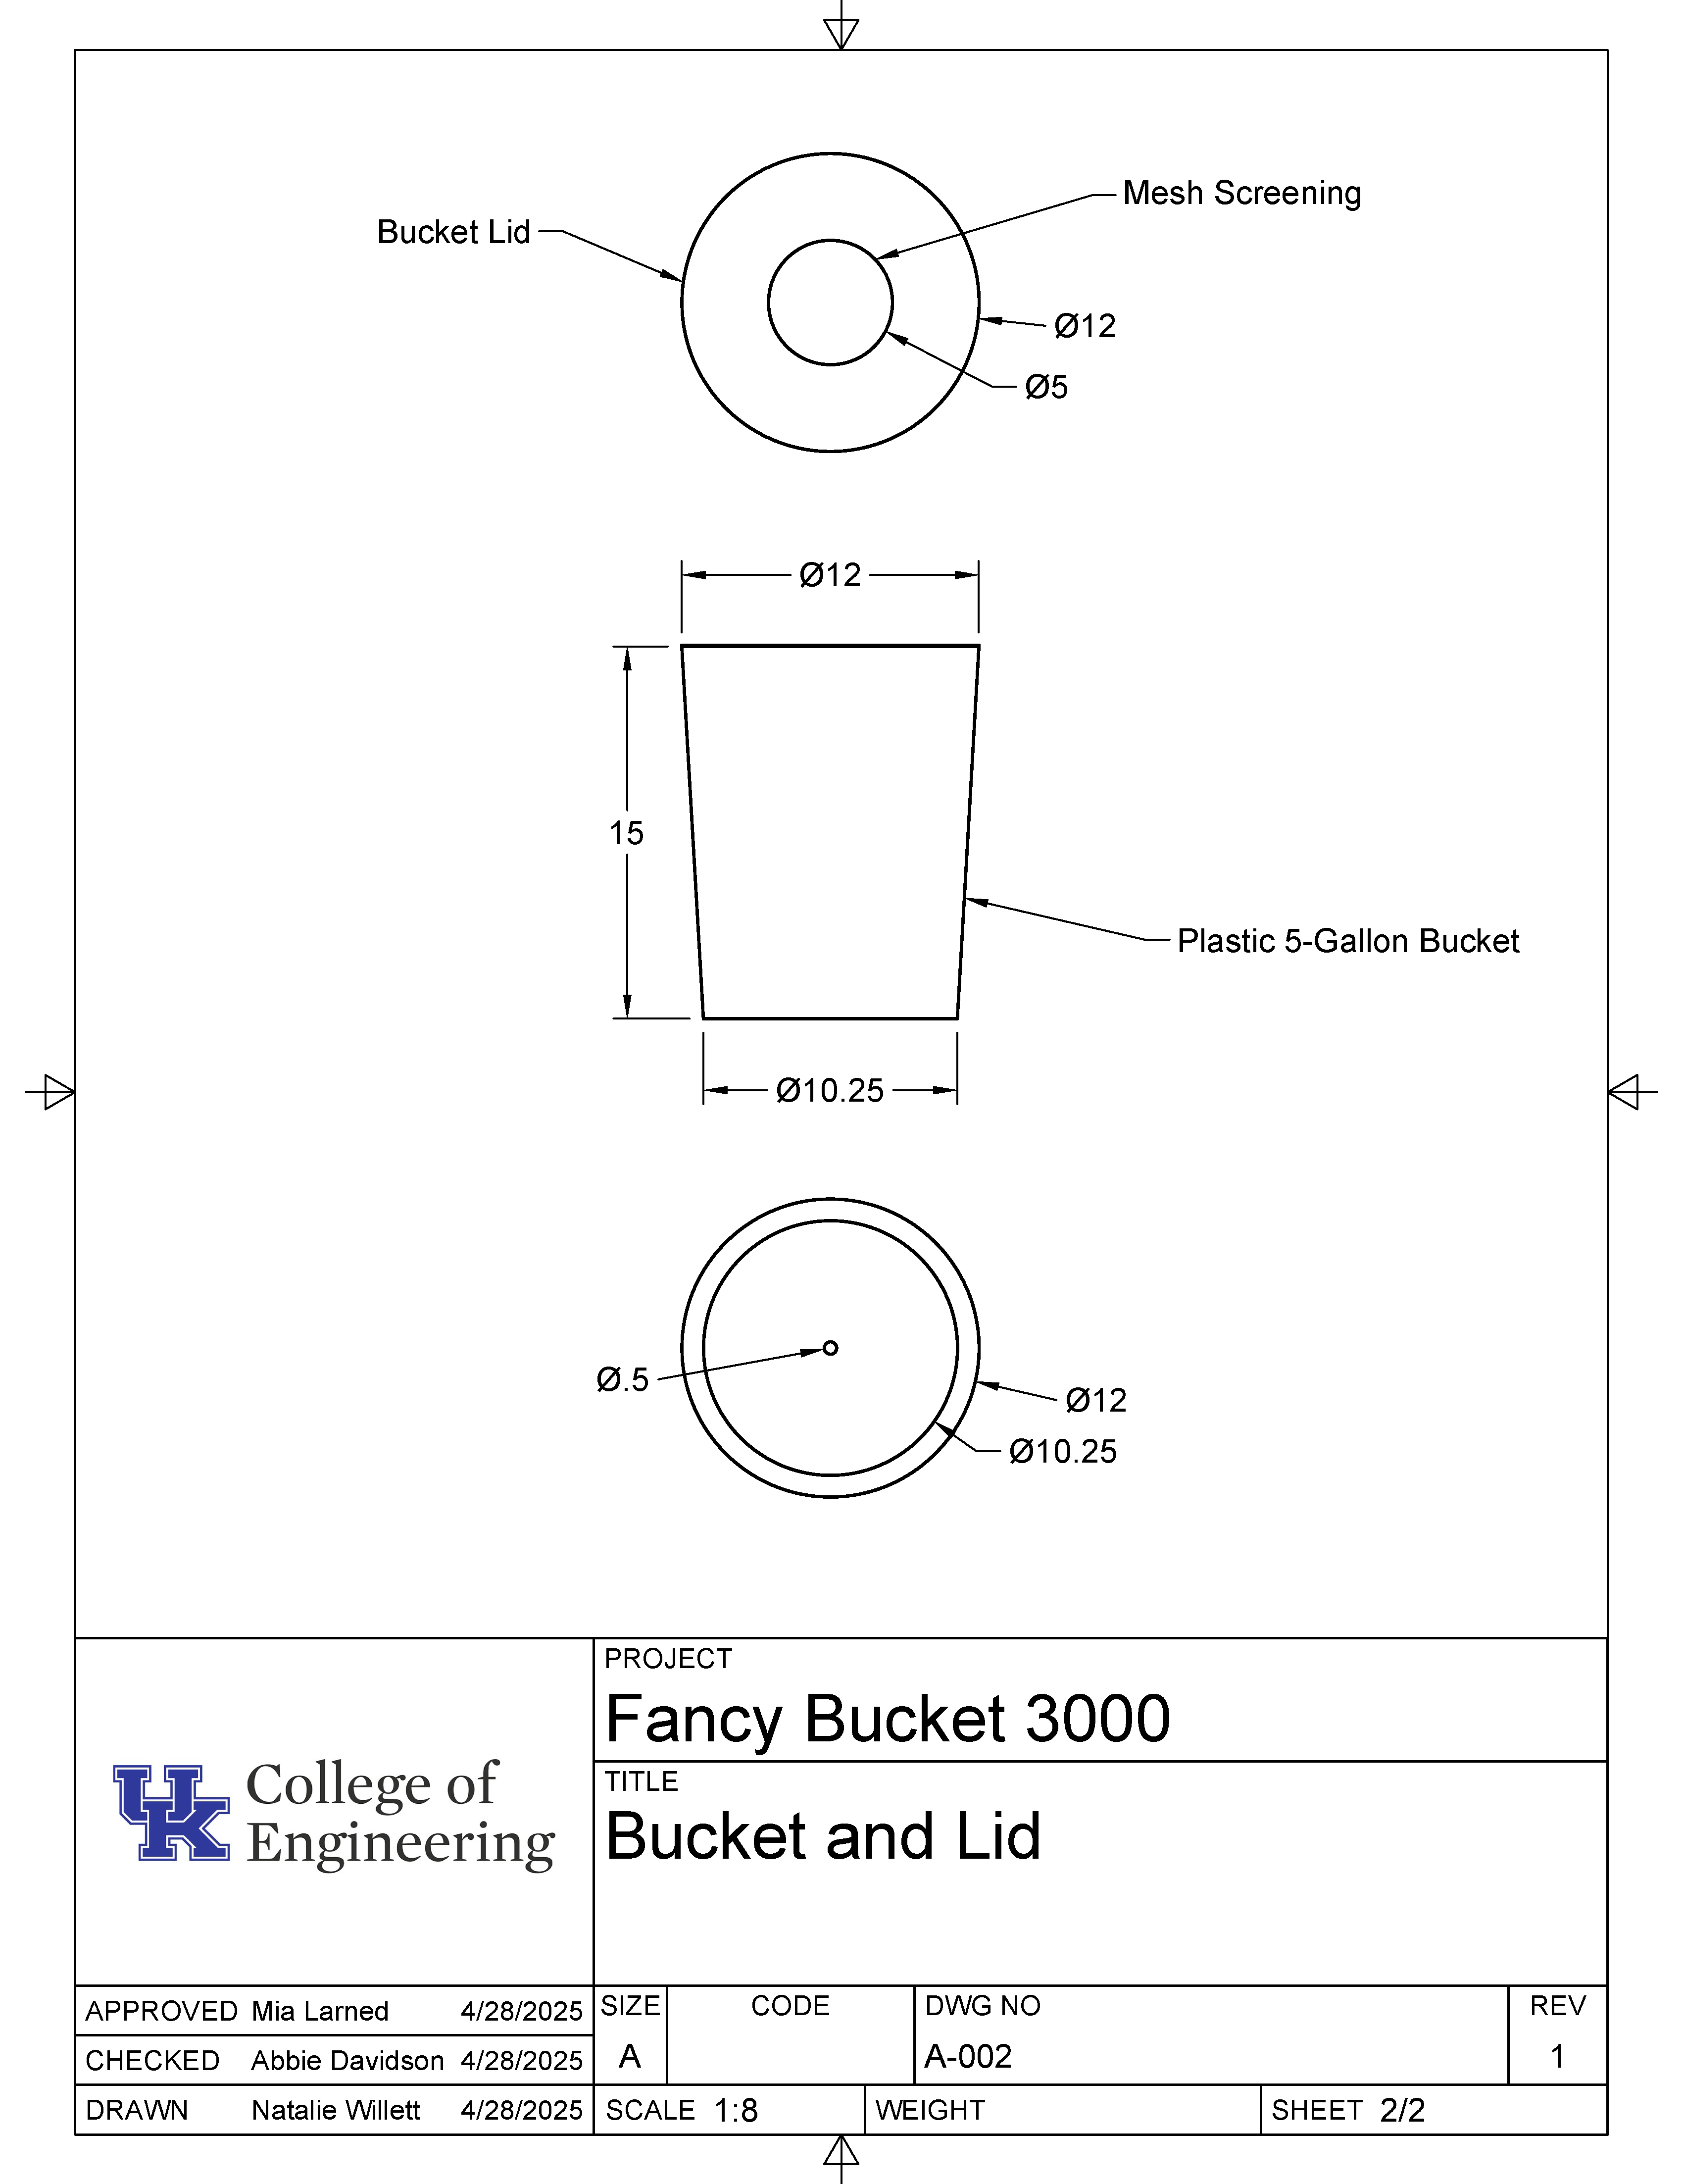 Mesh Screening
Bucket Lid
Ø12
Ø5
Ø12
15
Plastic 5-Gallon Bucket
Ø10.25
Ø.5
Ø12
Ø10.25
PROJECT
Fancy Bucket 3000
TITLE
Bucket and Lid
UK College of
Engineering
APPROVED Mia Larned 4/28/2025
CHECKED Abbie Davidson 4/28/2025
DRAWN Natalie Willett 4/28/2025
SIZE
A
CODE
DWG NO
A-002
REV
1
SCALE 1:8
WEIGHT
SHEET 2/2